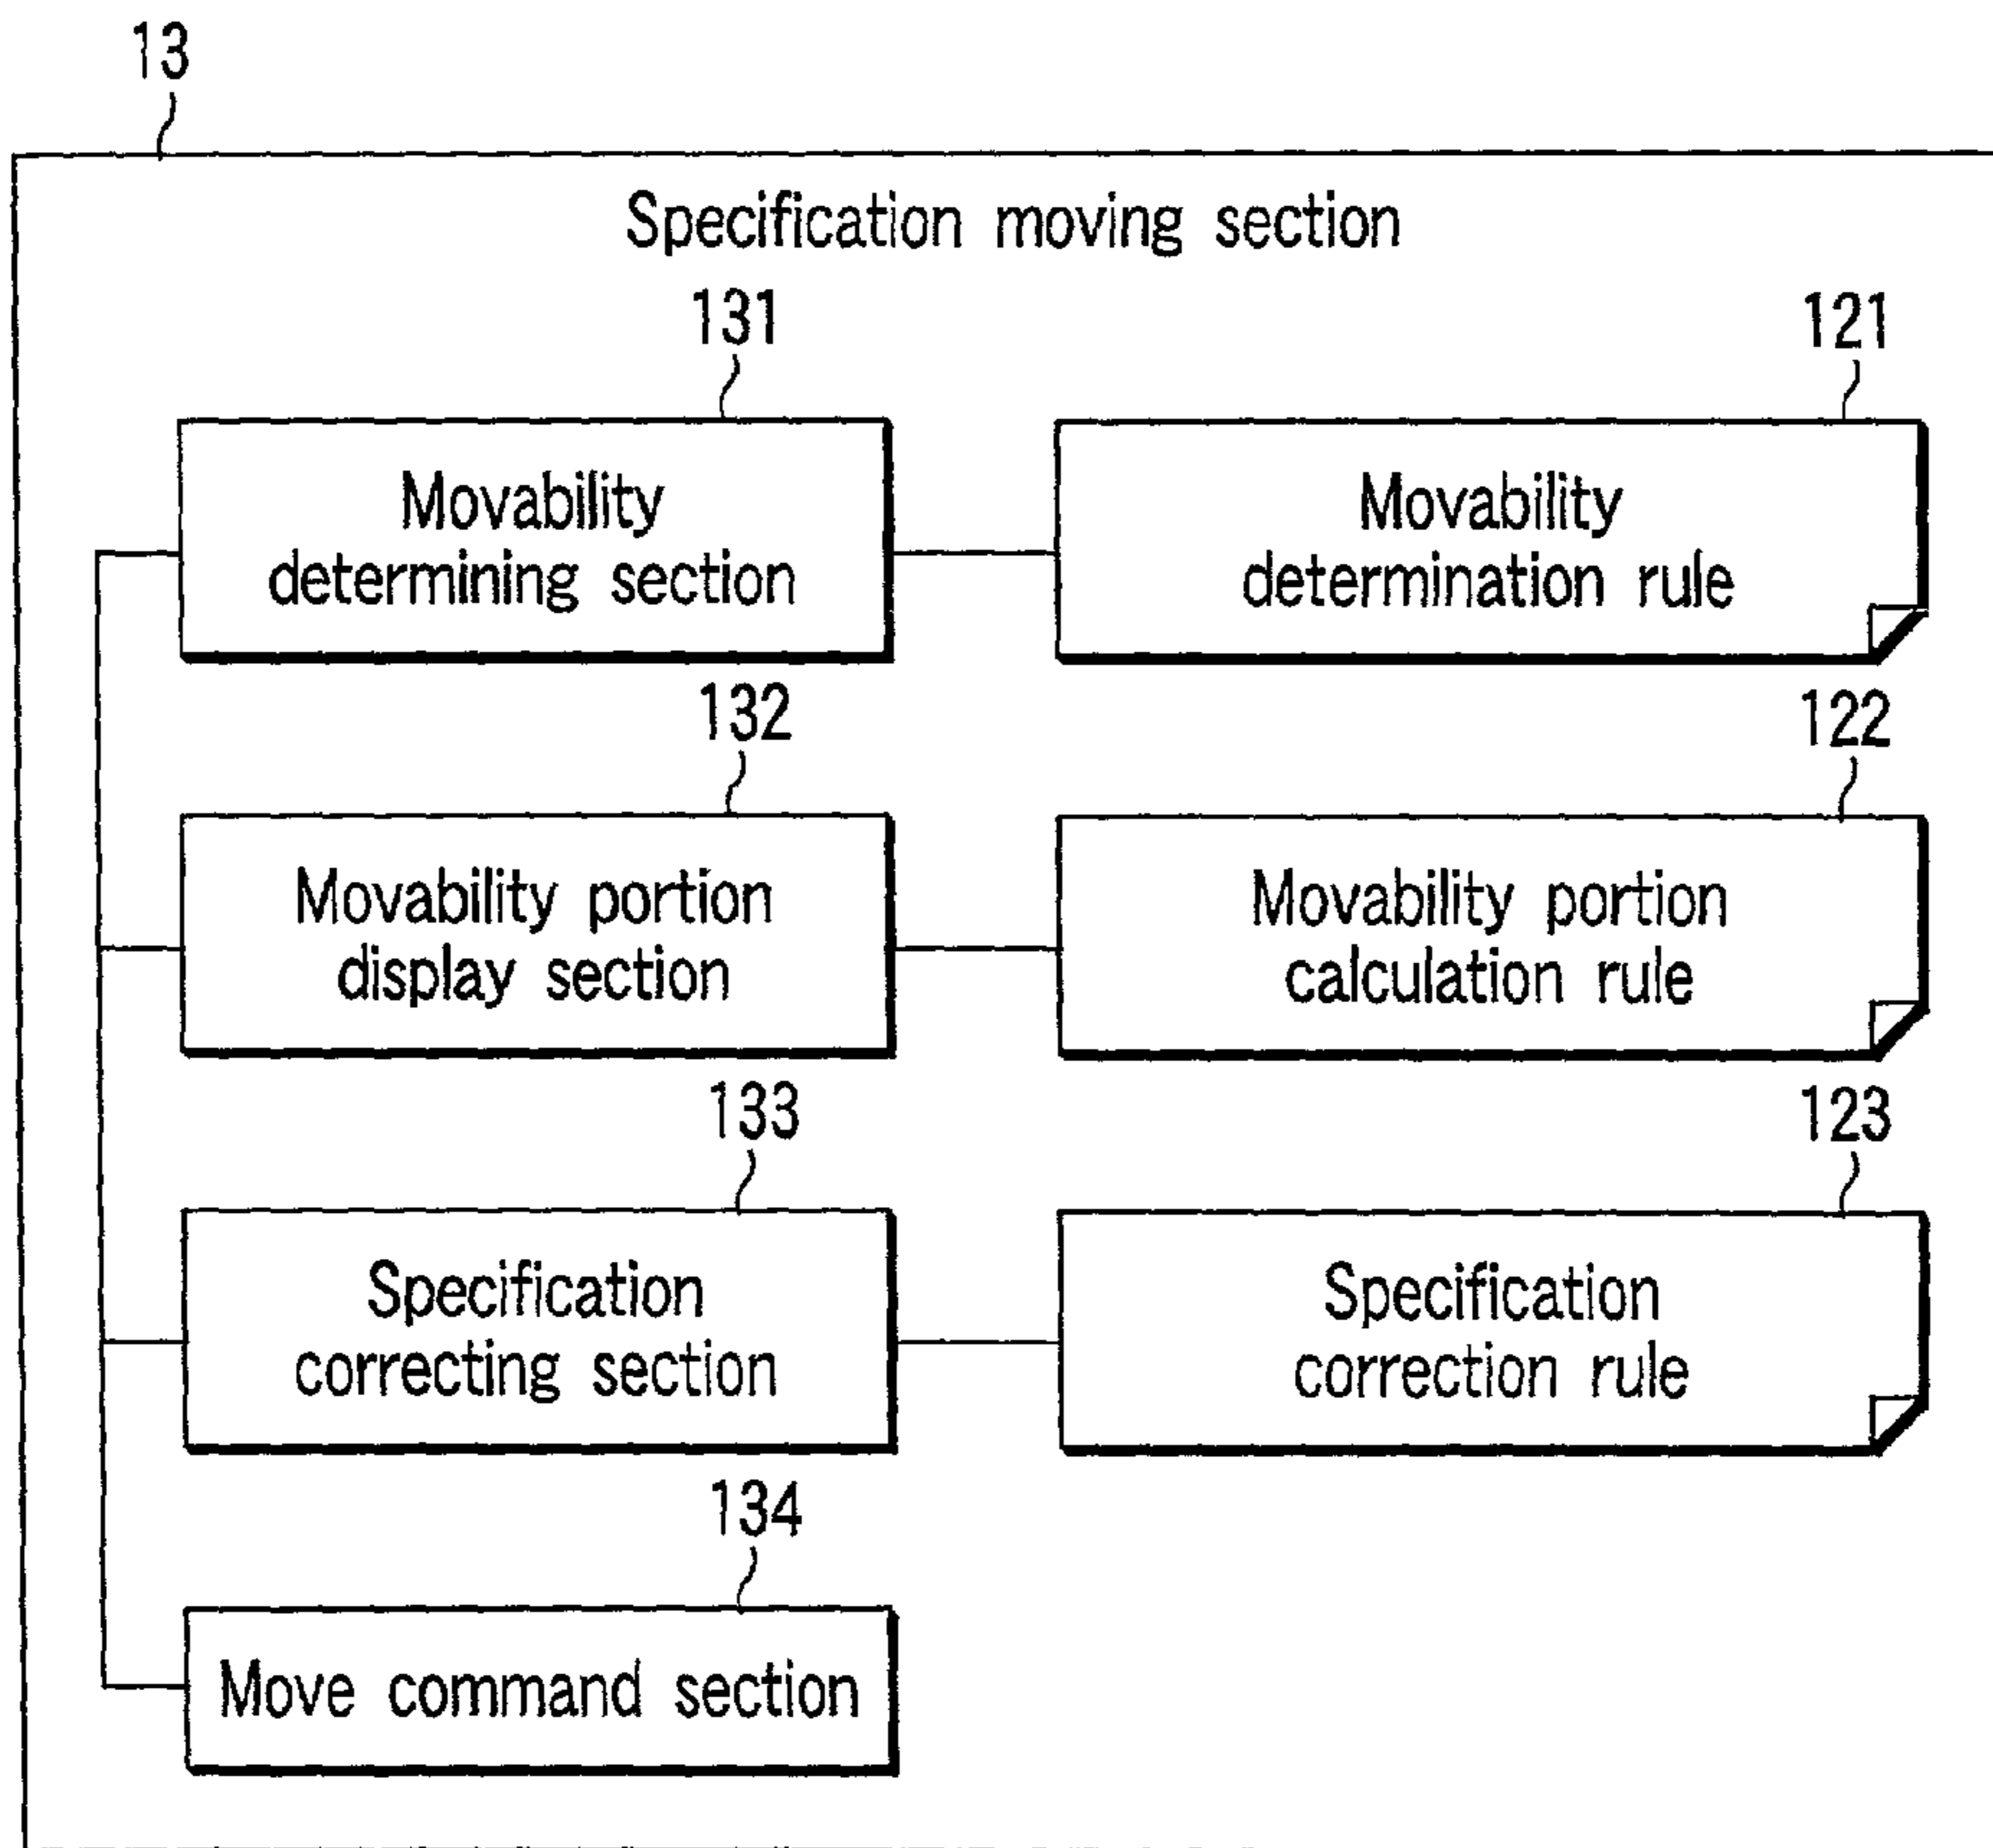 13
Specification moving section
131
121
Movability
determining section
Movability
determination rule
132
122
Movability portion
display section
Movability portion
calculation rule
133
123
Specification
correcting section
Specification
correction rule
134
Move command section